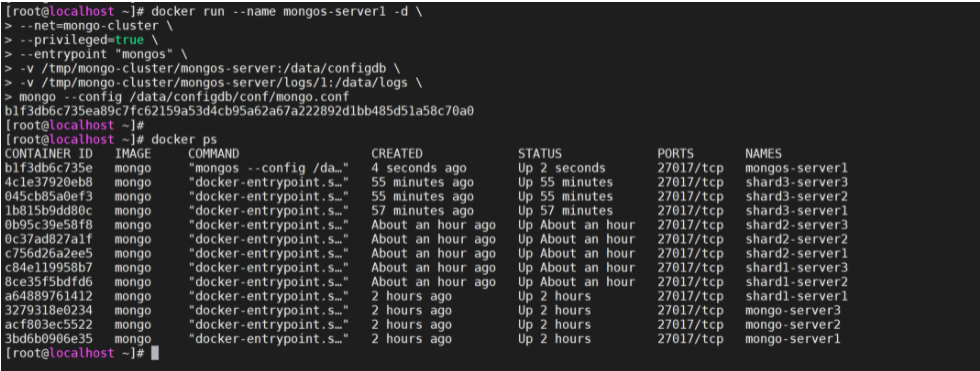 [root@localhost ~]# docker run --name mongos-server1 -d \
> --net=mongo-cluster \
> --privileged=true \
> --entrypoint "mongos" \
> -v /tmp/mongo-cluster/mongos-server:/data/configdb \
> -v /tmp/mongo-cluster/mongos-server/logs/1:/data/logs \
> mongo --config /data/configdb/conf/mongo.conf
b1f3db6c735ea89c7fc62159a53d4cb95a62a67a222892d1bb485d51a58c70a0
[root@localhost ~]#
[root@localhost ~]# docker ps
CONTAINER ID IMAGE COMMAND CREATED STATUS PORTS NAMES
b1f3db6c735e mongo "mongos --config /da…" 4 seconds ago Up 2 seconds 27017/tcp mongos-server1
4c1e37920eb8 mongo "docker-entrypoint.s…" 55 minutes ago Up 55 minutes 27017/tcp shard3-server3
045cb85a0ef3 mongo "docker-entrypoint.s…" 55 minutes ago Up 55 minutes 27017/tcp shard3-server2
1b815b9dd80c mongo "docker-entrypoint.s…" 57 minutes ago Up 57 minutes 27017/tcp shard3-server1
0b95c39e58f8 mongo "docker-entrypoint.s…" About an hour ago Up About an hour 27017/tcp shard2-server3
0c37ad827a1f mongo "docker-entrypoint.s…" About an hour ago Up About an hour 27017/tcp shard2-server2
c756d26a2ee5 mongo "docker-entrypoint.s…" About an hour ago Up About an hour 27017/tcp shard2-server1
c84e119958b7 mongo "docker-entrypoint.s…" About an hour ago Up About an hour 27017/tcp shard1-server3
8ce35f5bdfd6 mongo "docker-entrypoint.s…" About an hour ago Up About an hour 27017/tcp shard1-server2
a64889761412 mongo "docker-entrypoint.s…" 2 hours ago Up 2 hours 27017/tcp shard1-server1
3279318e0234 mongo "docker-entrypoint.s…" 2 hours ago Up 2 hours 27017/tcp mongo-server3
acf803ec5522 mongo "docker-entrypoint.s…" 2 hours ago Up 2 hours 27017/tcp mongo-server2
3bd6b0906e35 mongo "docker-entrypoint.s…" 2 hours ago Up 2 hours 27017/tcp mongo-server1
[root@localhost ~]#